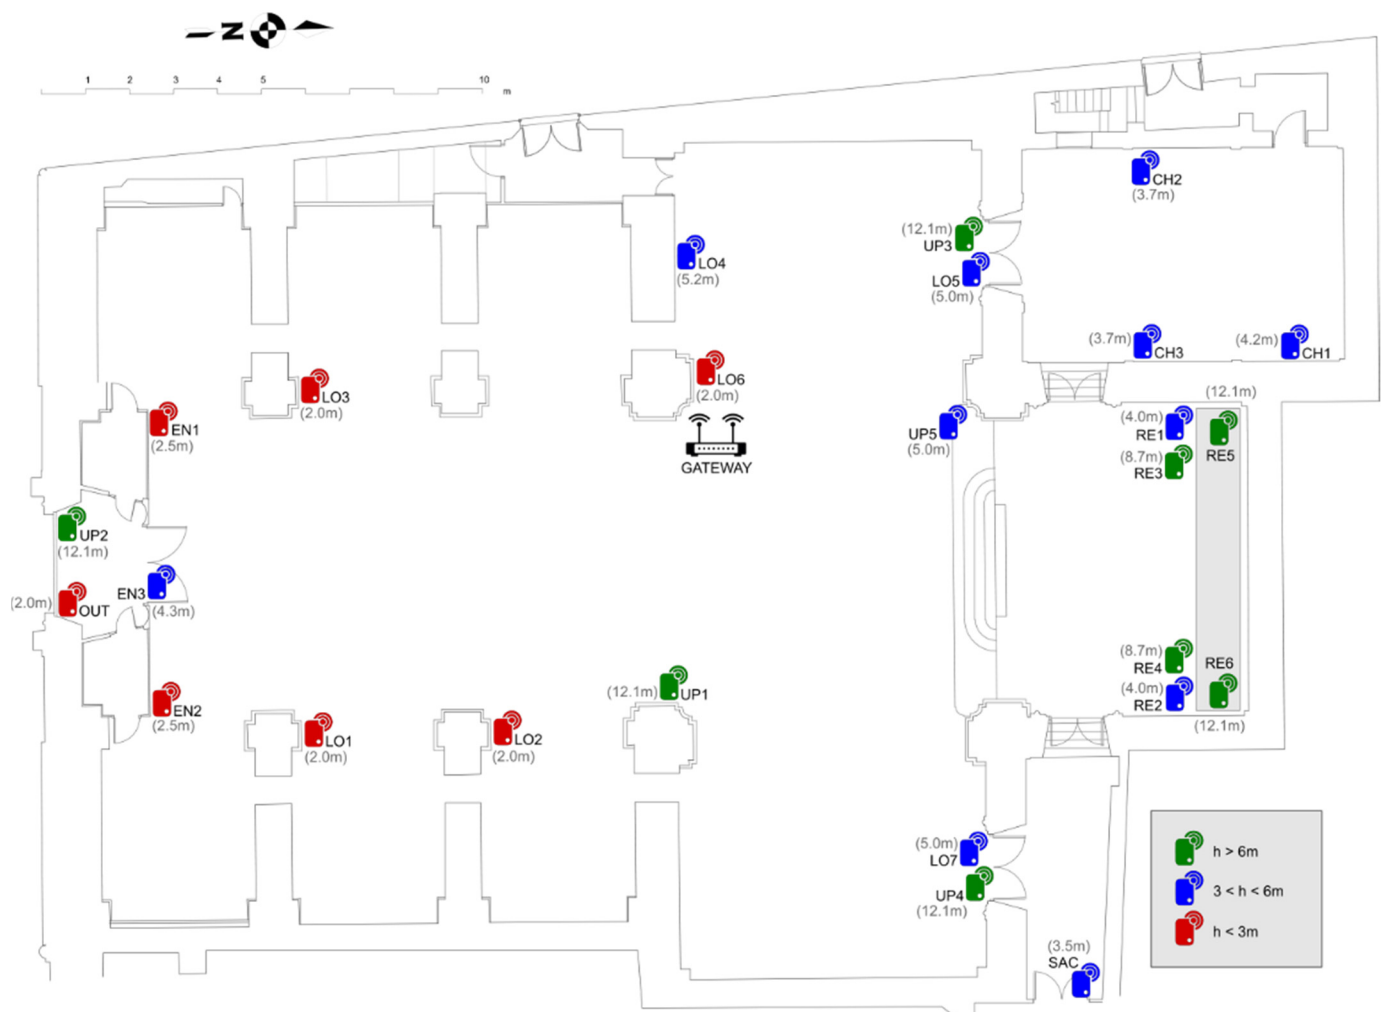 N
1 2 3 4 5 10 m
CH2
(3.7m)
(12.1m)
UP3
LO4
(5.2m)
LO5
(5.0m)
(3.7m)
CH3
(4.2m)
CH1
LO3
(2.0m)
LO6
(2.0m)
(12.1m)
EN1
(2.5m)
UP5
(5.0m)
(4.0m)
RE1
RE5
(8.7m)
RE3
GATEWAY
UP2
(12.1m)
EN3
(4.3m)
(2.0m)
OUT
(8.7m)
RE4
RE6
(4.0m)
RE2
(12.1m)
(12.1m)
UP1
EN2
(2.5m)
LO1
(2.0m)
LO2
(2.0m)
(5.0m)
LO7
UP4
(12.1m)
(3.5m)
SAC
h > 6m
3 < h < 6m
h < 3m